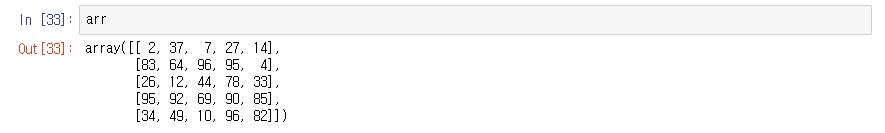 In [33]: arr
Out[33]: array([[ 2, 37,  7, 27, 14],
       [83, 64, 96, 95,  4],
       [26, 12, 44, 78, 33],
       [95, 92, 69, 90, 85],
       [34, 49, 10, 96, 82]])